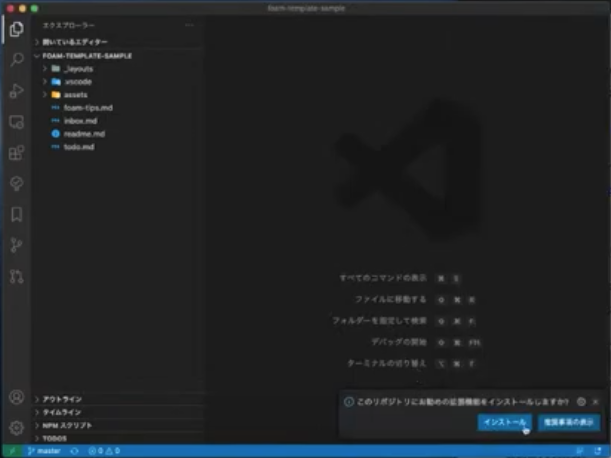 foam-template-sample
エクスプローラー
開いているエディター
FOAM-TEMPLATE-SAMPLE
_layouts
.vscode
assets
foam-tips.md
inbox.md
readme.md
todo.md
すべてのコマンドの表示
ファイルに移動する
フォルダーを指定して検索
デバッグの開始
ターミナルの切り替え
アウトライン
タイムライン
NPM スクリプト
TODOS
このリポジトリにお勧めの拡張機能をインストールしますか?
インストール
推奨事項の表示
master
0 0